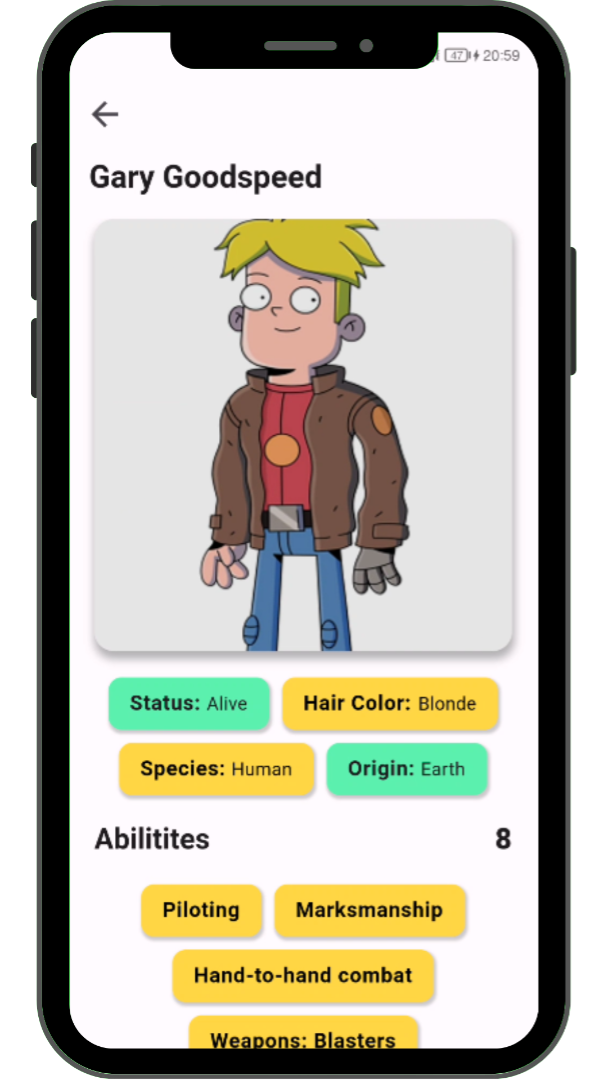 47 20:59
Gary Goodspeed
Status: Alive Hair Color: Blonde
Species: Human Origin: Earth
Abilitites 8
Piloting Marksmanship
Hand-to-hand combat
Weapons: Blasters